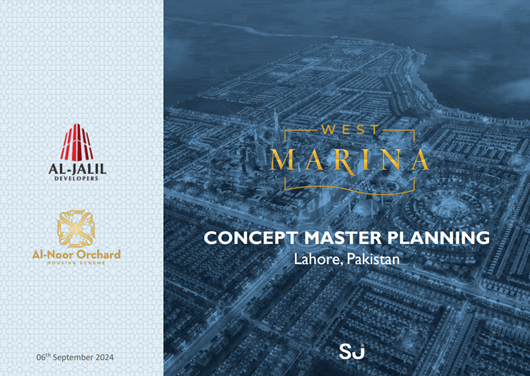 AL-JALIL
DEVELOPERS
Al-Noor Orchard
HOUSING SCHEME
06th September 2024
WEST
MARINA
CONCEPT MASTER PLANNING
Lahore, Pakistan
SJ